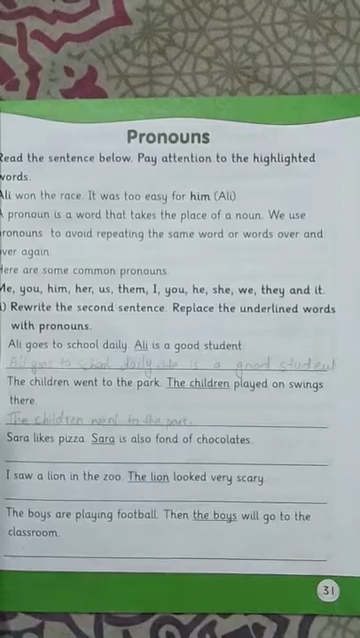 Pronouns
Read the sentence below. Pay attention to the highlighted
words.
Ali won the race. It was too easy for him (Ali)
A pronoun is a word that takes the place of a noun. We use
pronouns to avoid repeating the same word or words over and
over again.
Here are some common pronouns
Me, you, him, her, us, them, I, you, he, she, we, they and it.
) Rewrite the second sentence. Replace the underlined words
with pronouns.
Ali goes to school daily. Ali is a good student
Ali goes to school daily is a good student
The children went to the park. The children played on swings
there.
The children went to the park.
Sara likes pizza. Sara is also fond of chocolates.
I saw a lion in the zoo. The lion looked very scary.
The boys are playing football. Then the boys will go to the
classroom.
31